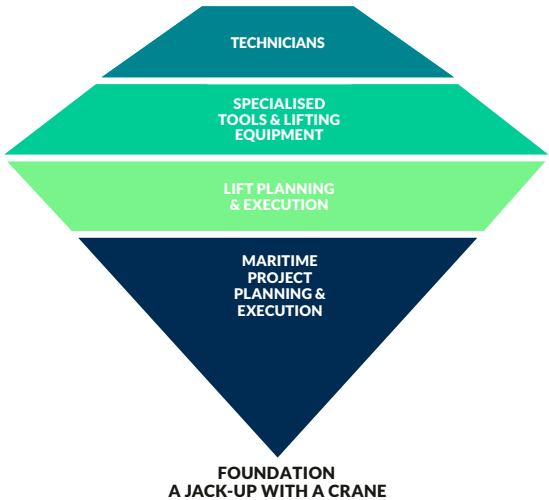 TECHNICIANS
SPECIALISED
TOOLS & LIFTING
EQUIPMENT
LIFT PLANNING
& EXECUTION
MARITIME
PROJECT
PLANNING &
EXECUTION
FOUNDATION
A JACK-UP WITH A CRANE